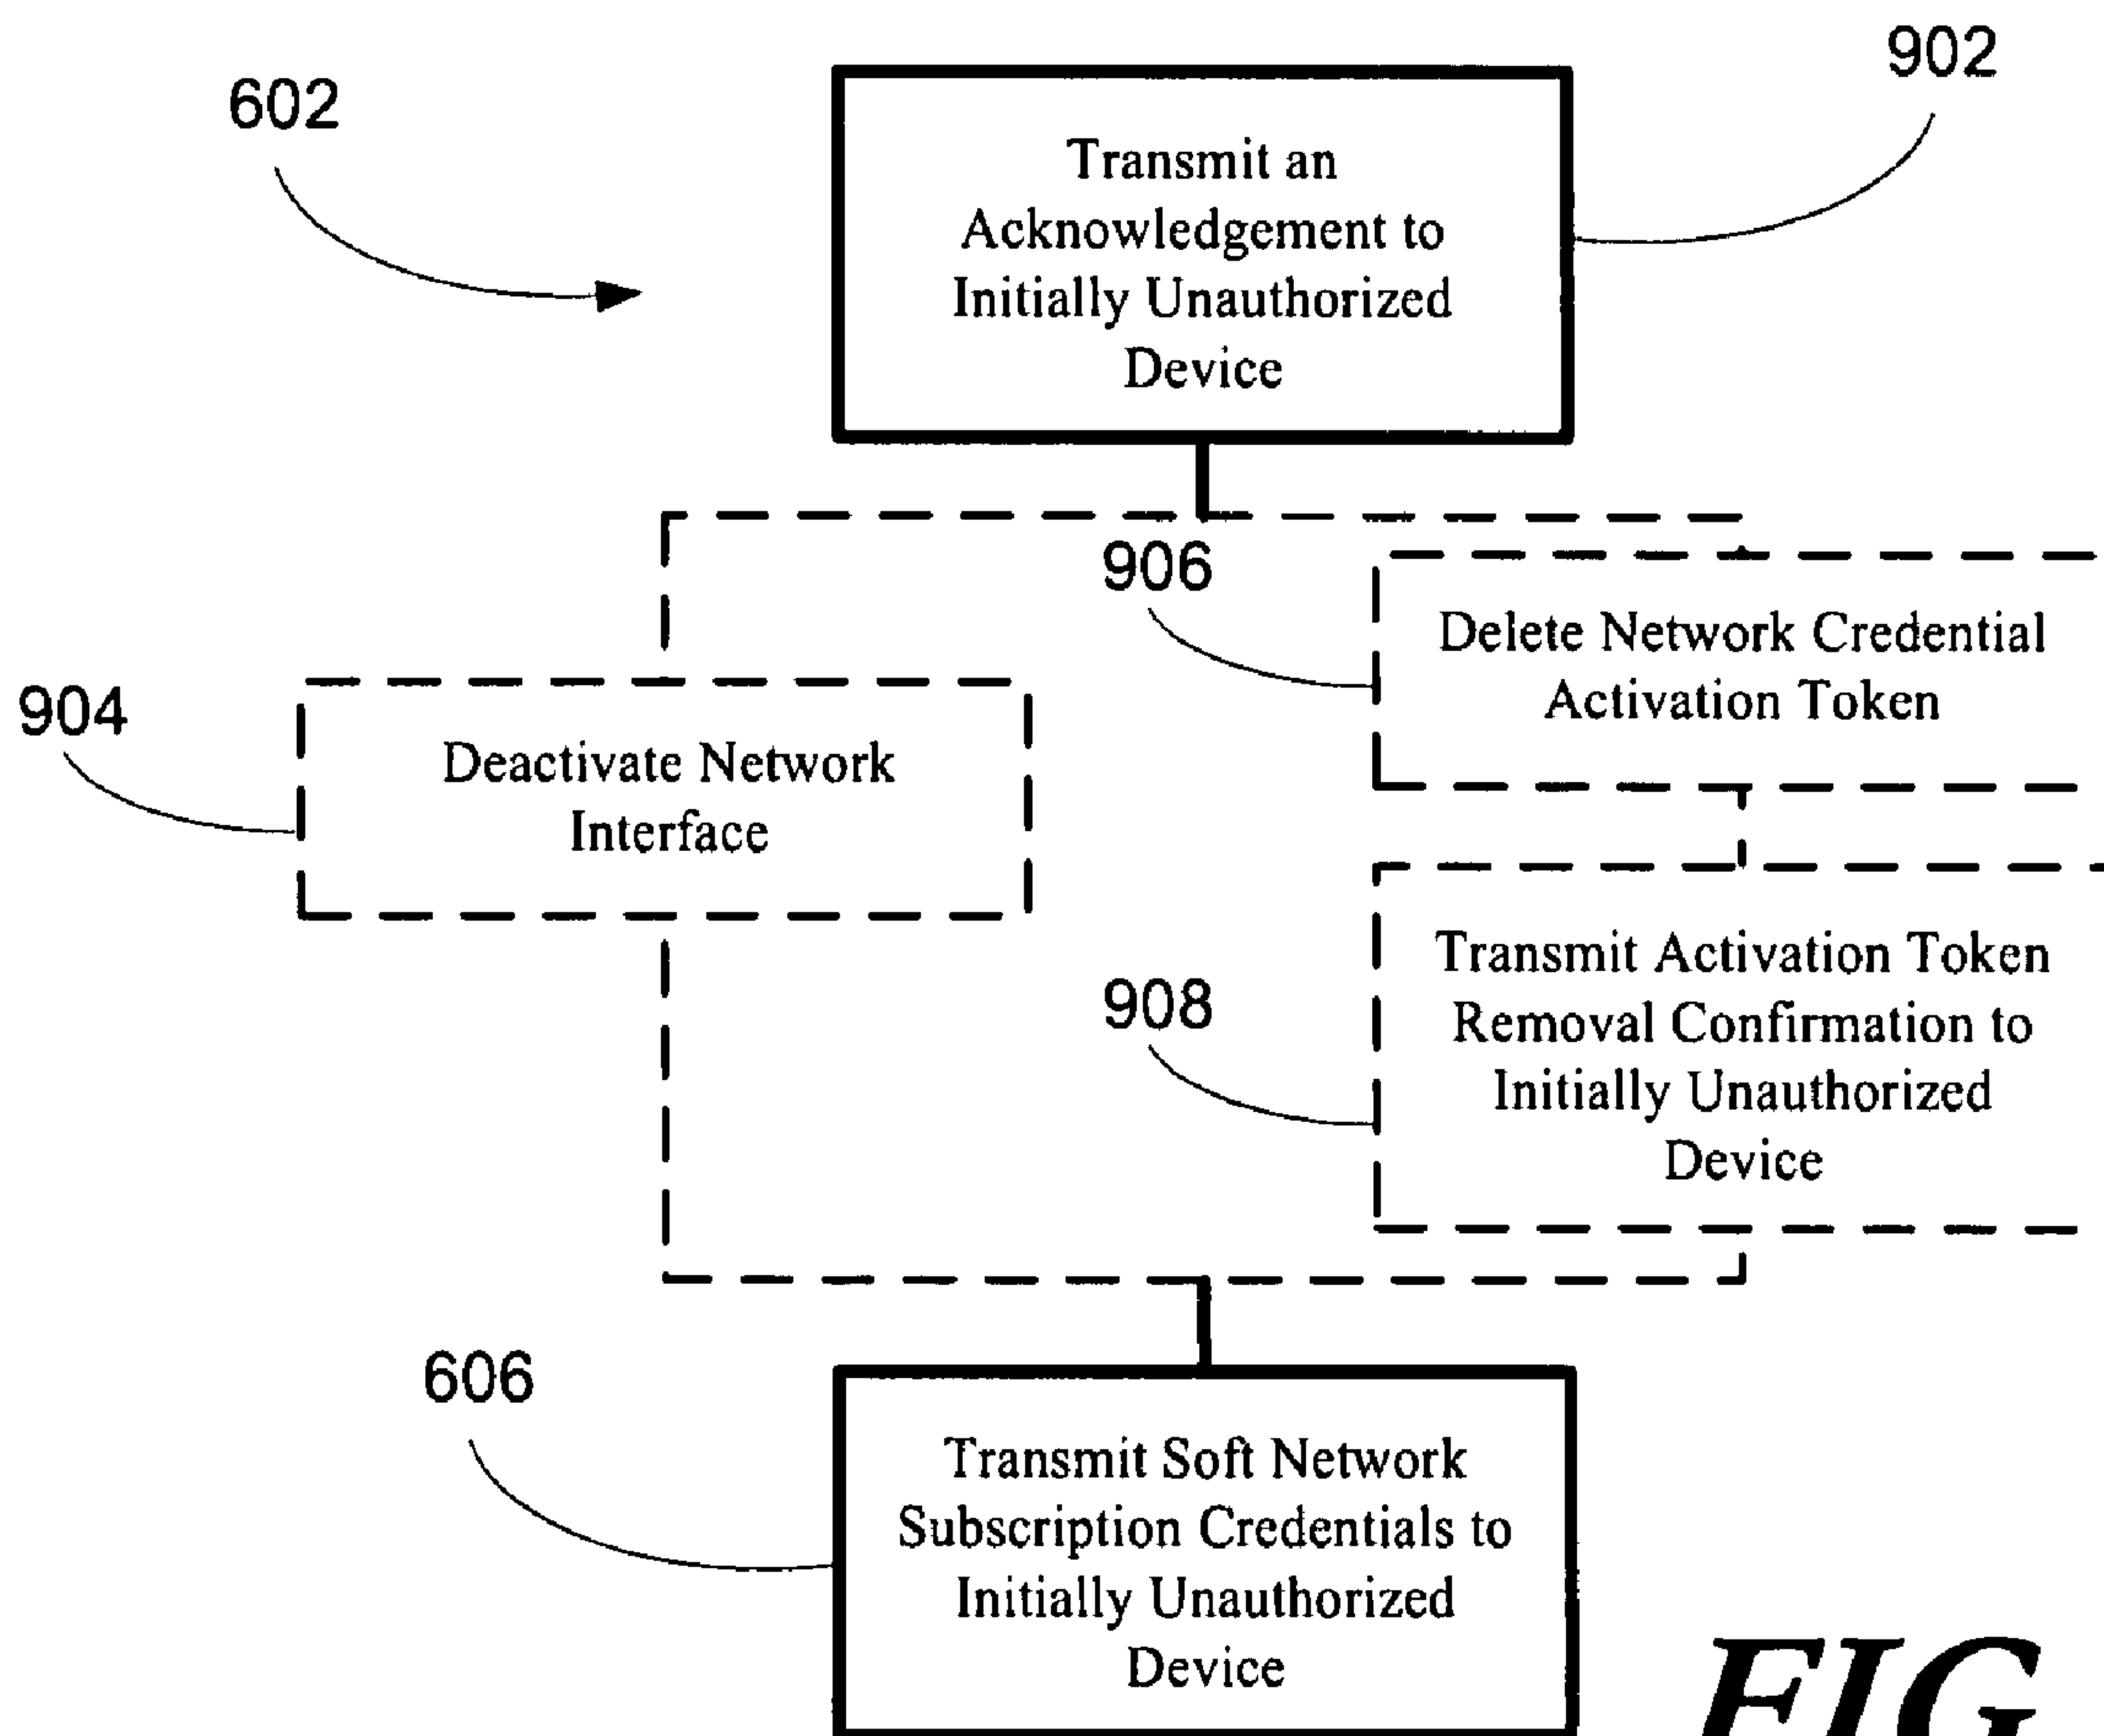 602
902
Transmit an
Acknowledgement to
Initially Unauthorized
Device
906
Delete Network Credential
Activation Token
904
Deactivate Network
Interface
908
Transmit Activation Token
Removal Confirmation to
Initially Unauthorized
Device
606
Transmit Soft Network
Subscription Credentials to
Initially Unauthorized
Device
FIG